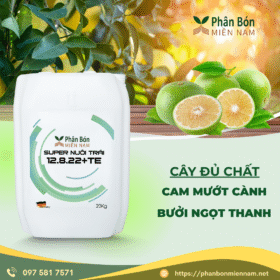 Phân Bón
MIỀN NAM
Phân Bón
MIỀN NAM
SUPER NUÔI TRÁI
12.8.22+TE
20Kg
CÂY ĐỦ CHẤT
CAM MƯỚT CÀNH
BƯỞI NGỌT THANH
097 581 7571
https://phanbonmiennam.net